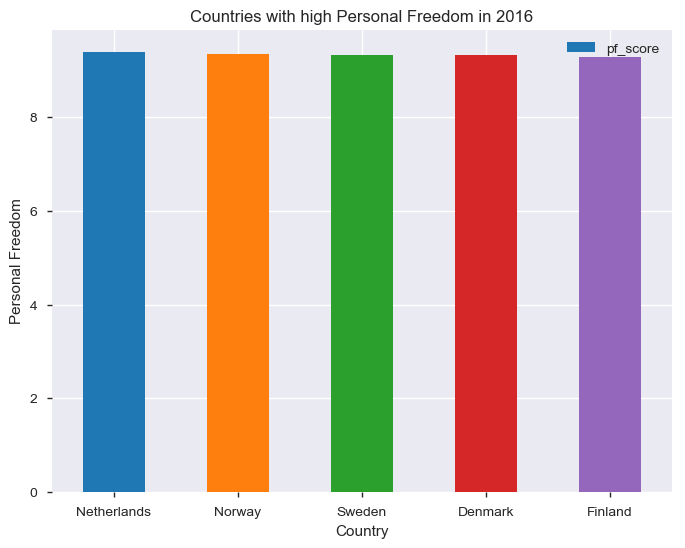 Countries with high Personal Freedom in 2016
pf_score
Personal Freedom
8
6
4
2
0
Netherlands
Norway
Sweden
Denmark
Finland
Country